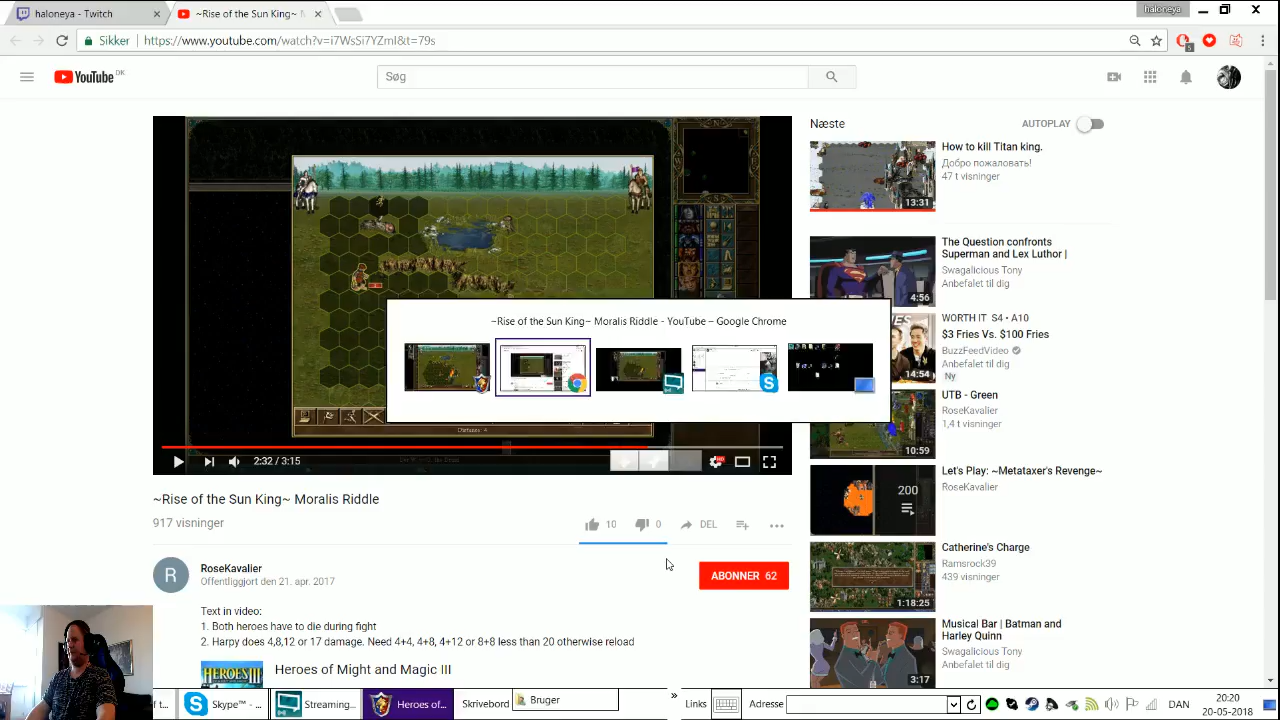 haloneya - Twitch
~Rise of the Sun King~ M
haloneya
Sikker
https://www.youtube.com/watch?v=i7WsSi7YZmI&t=79s
5
YouTube DK
Søg
Næste
AUTOPLAY
How to kill Titan king.
Добро пожаловать!
47 t visninger
13:31
The Question confronts
Superman and Lex Luthor |
Swagalicious Tony
Anbefalet til dig
4:56
WORTH IT S4 • A10
$3 Fries Vs. $100 Fries
BuzzFeedVideo
Anbefalet til dig
Ny
14:54
UTB - Green
RoseKavalier
1,4 t visninger
10:59
Let's Play: ~Metataxer's Revenge~
RoseKavalier
200
Catherine's Charge
Ramsrock39
439 visninger
1:18:25
Musical Bar | Batman and
Harley Quinn
Swagalicious Tony
Anbefalet til dig
3:17
~Rise of the Sun King~ Moralis Riddle - YouTube – Google Chrome
2:32 / 3:15
HD
~Rise of the Sun King~ Moralis Riddle
917 visninger
10
0
DEL
R
RoseKavalier
Offentliggjort den 21. apr. 2017
ABONNER 62
Text in video:
1. Both heroes have to die during fight
2. Harpy does 4,8,12 or 17 damage. Need 4+4, 4+8, 4+12 or 8+8 less than 20 otherwise reload
HEROES III
Heroes of Might and Magic III
f t...
Skype™ - ...
Streaming...
Heroes of...
Skrivebord
Bruger
»
Links
Adresse
DAN
20:20
20-05-2018